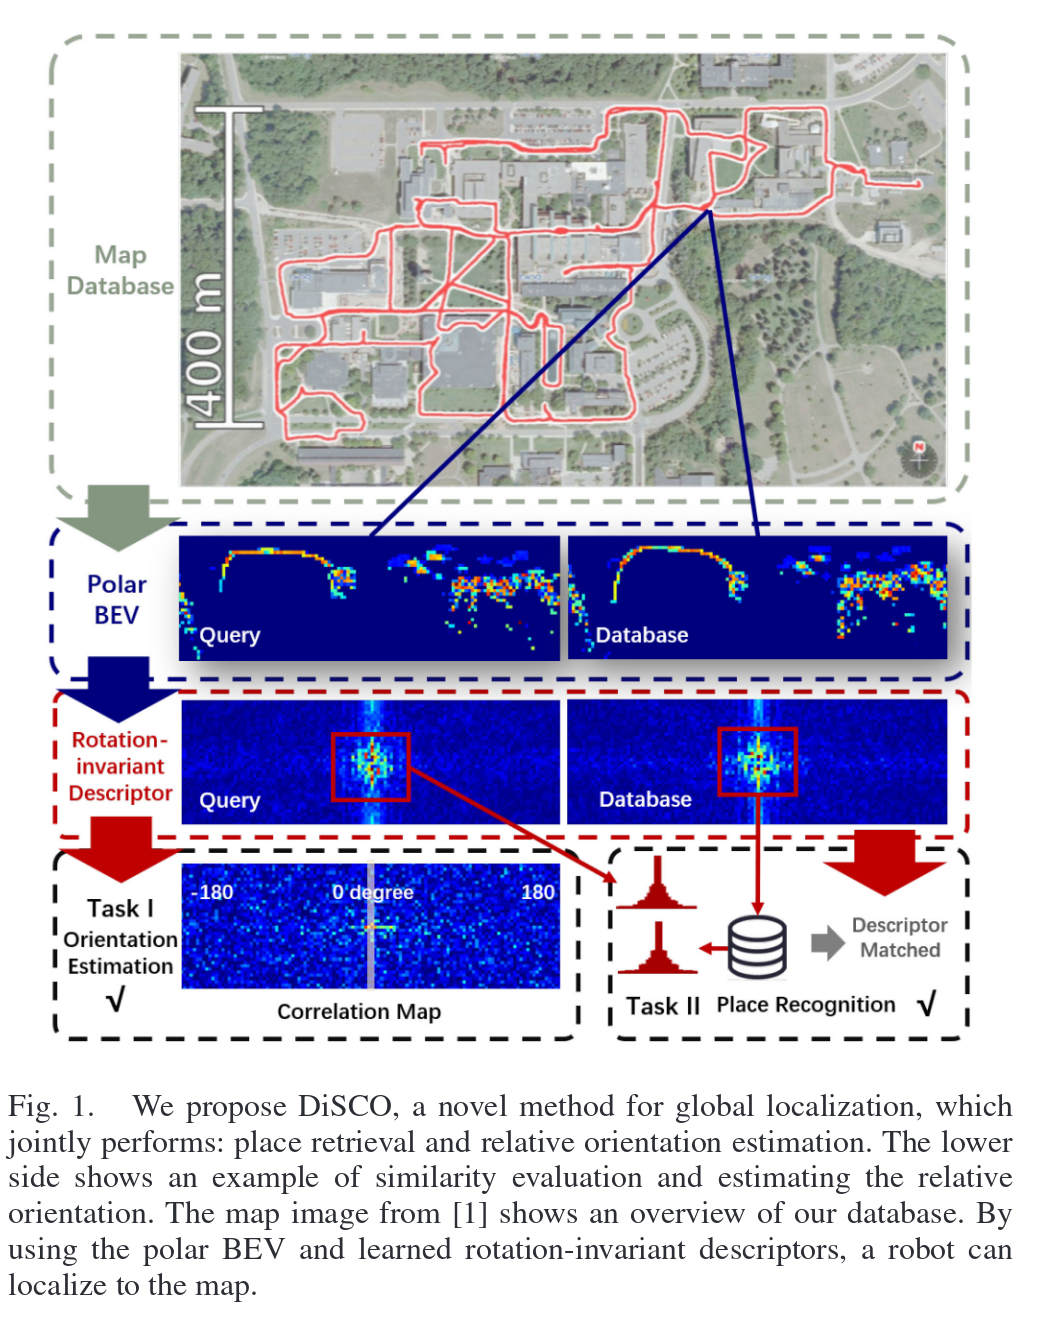 Map
Database
400 m
N
Polar
BEV
Query
Database
Rotation-
invariant
Descriptor
Query
Database
Task I
Orientation
Estimation
√
-180
0 degree
180
Correlation Map
Descriptor
Matched
Task II
Place Recognition
√
Fig. 1. We propose DiSCO, a novel method for global localization, which
jointly performs: place retrieval and relative orientation estimation. The lower
side shows an example of similarity evaluation and estimating the relative
orientation. The map image from [1] shows an overview of our database. By
using the polar BEV and learned rotation-invariant descriptors, a robot can
localize to the map.